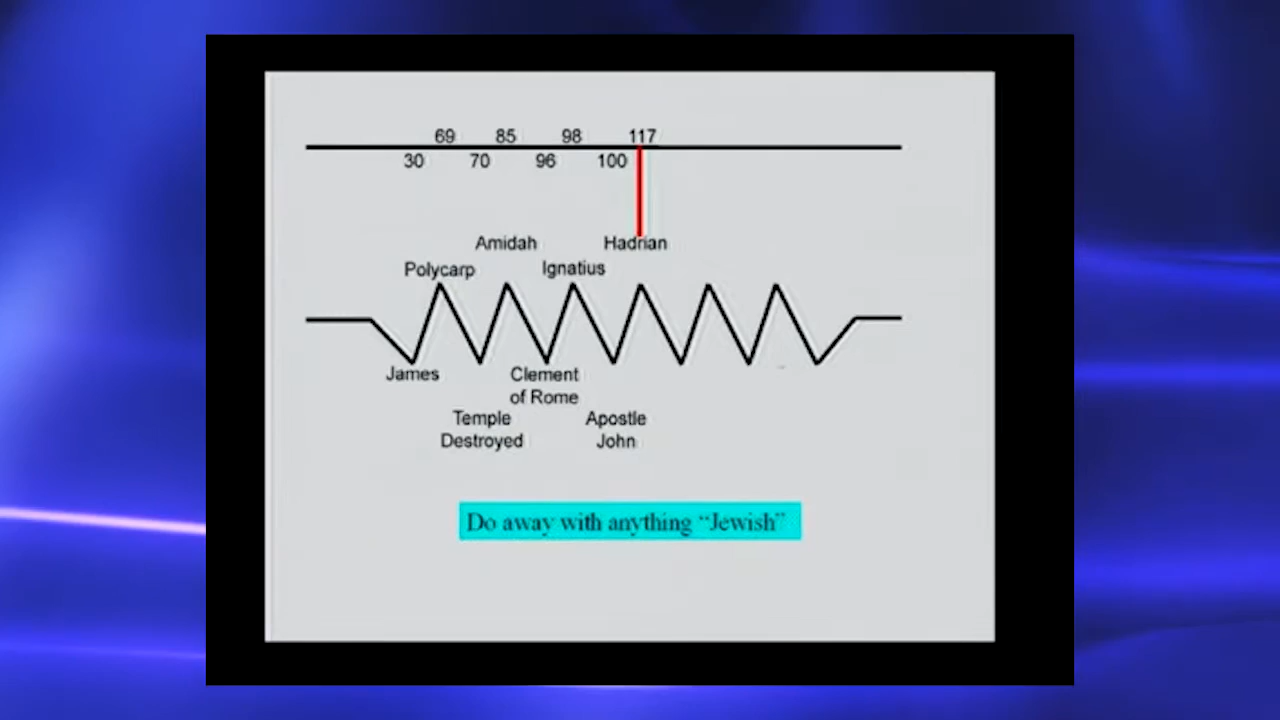 69 85 98 117
30 70 96 100
Amidah Hadrian
Polycarp Ignatius
James Clement
of Rome
Temple Apostle
Destroyed John
Do away with anything “Jewish”